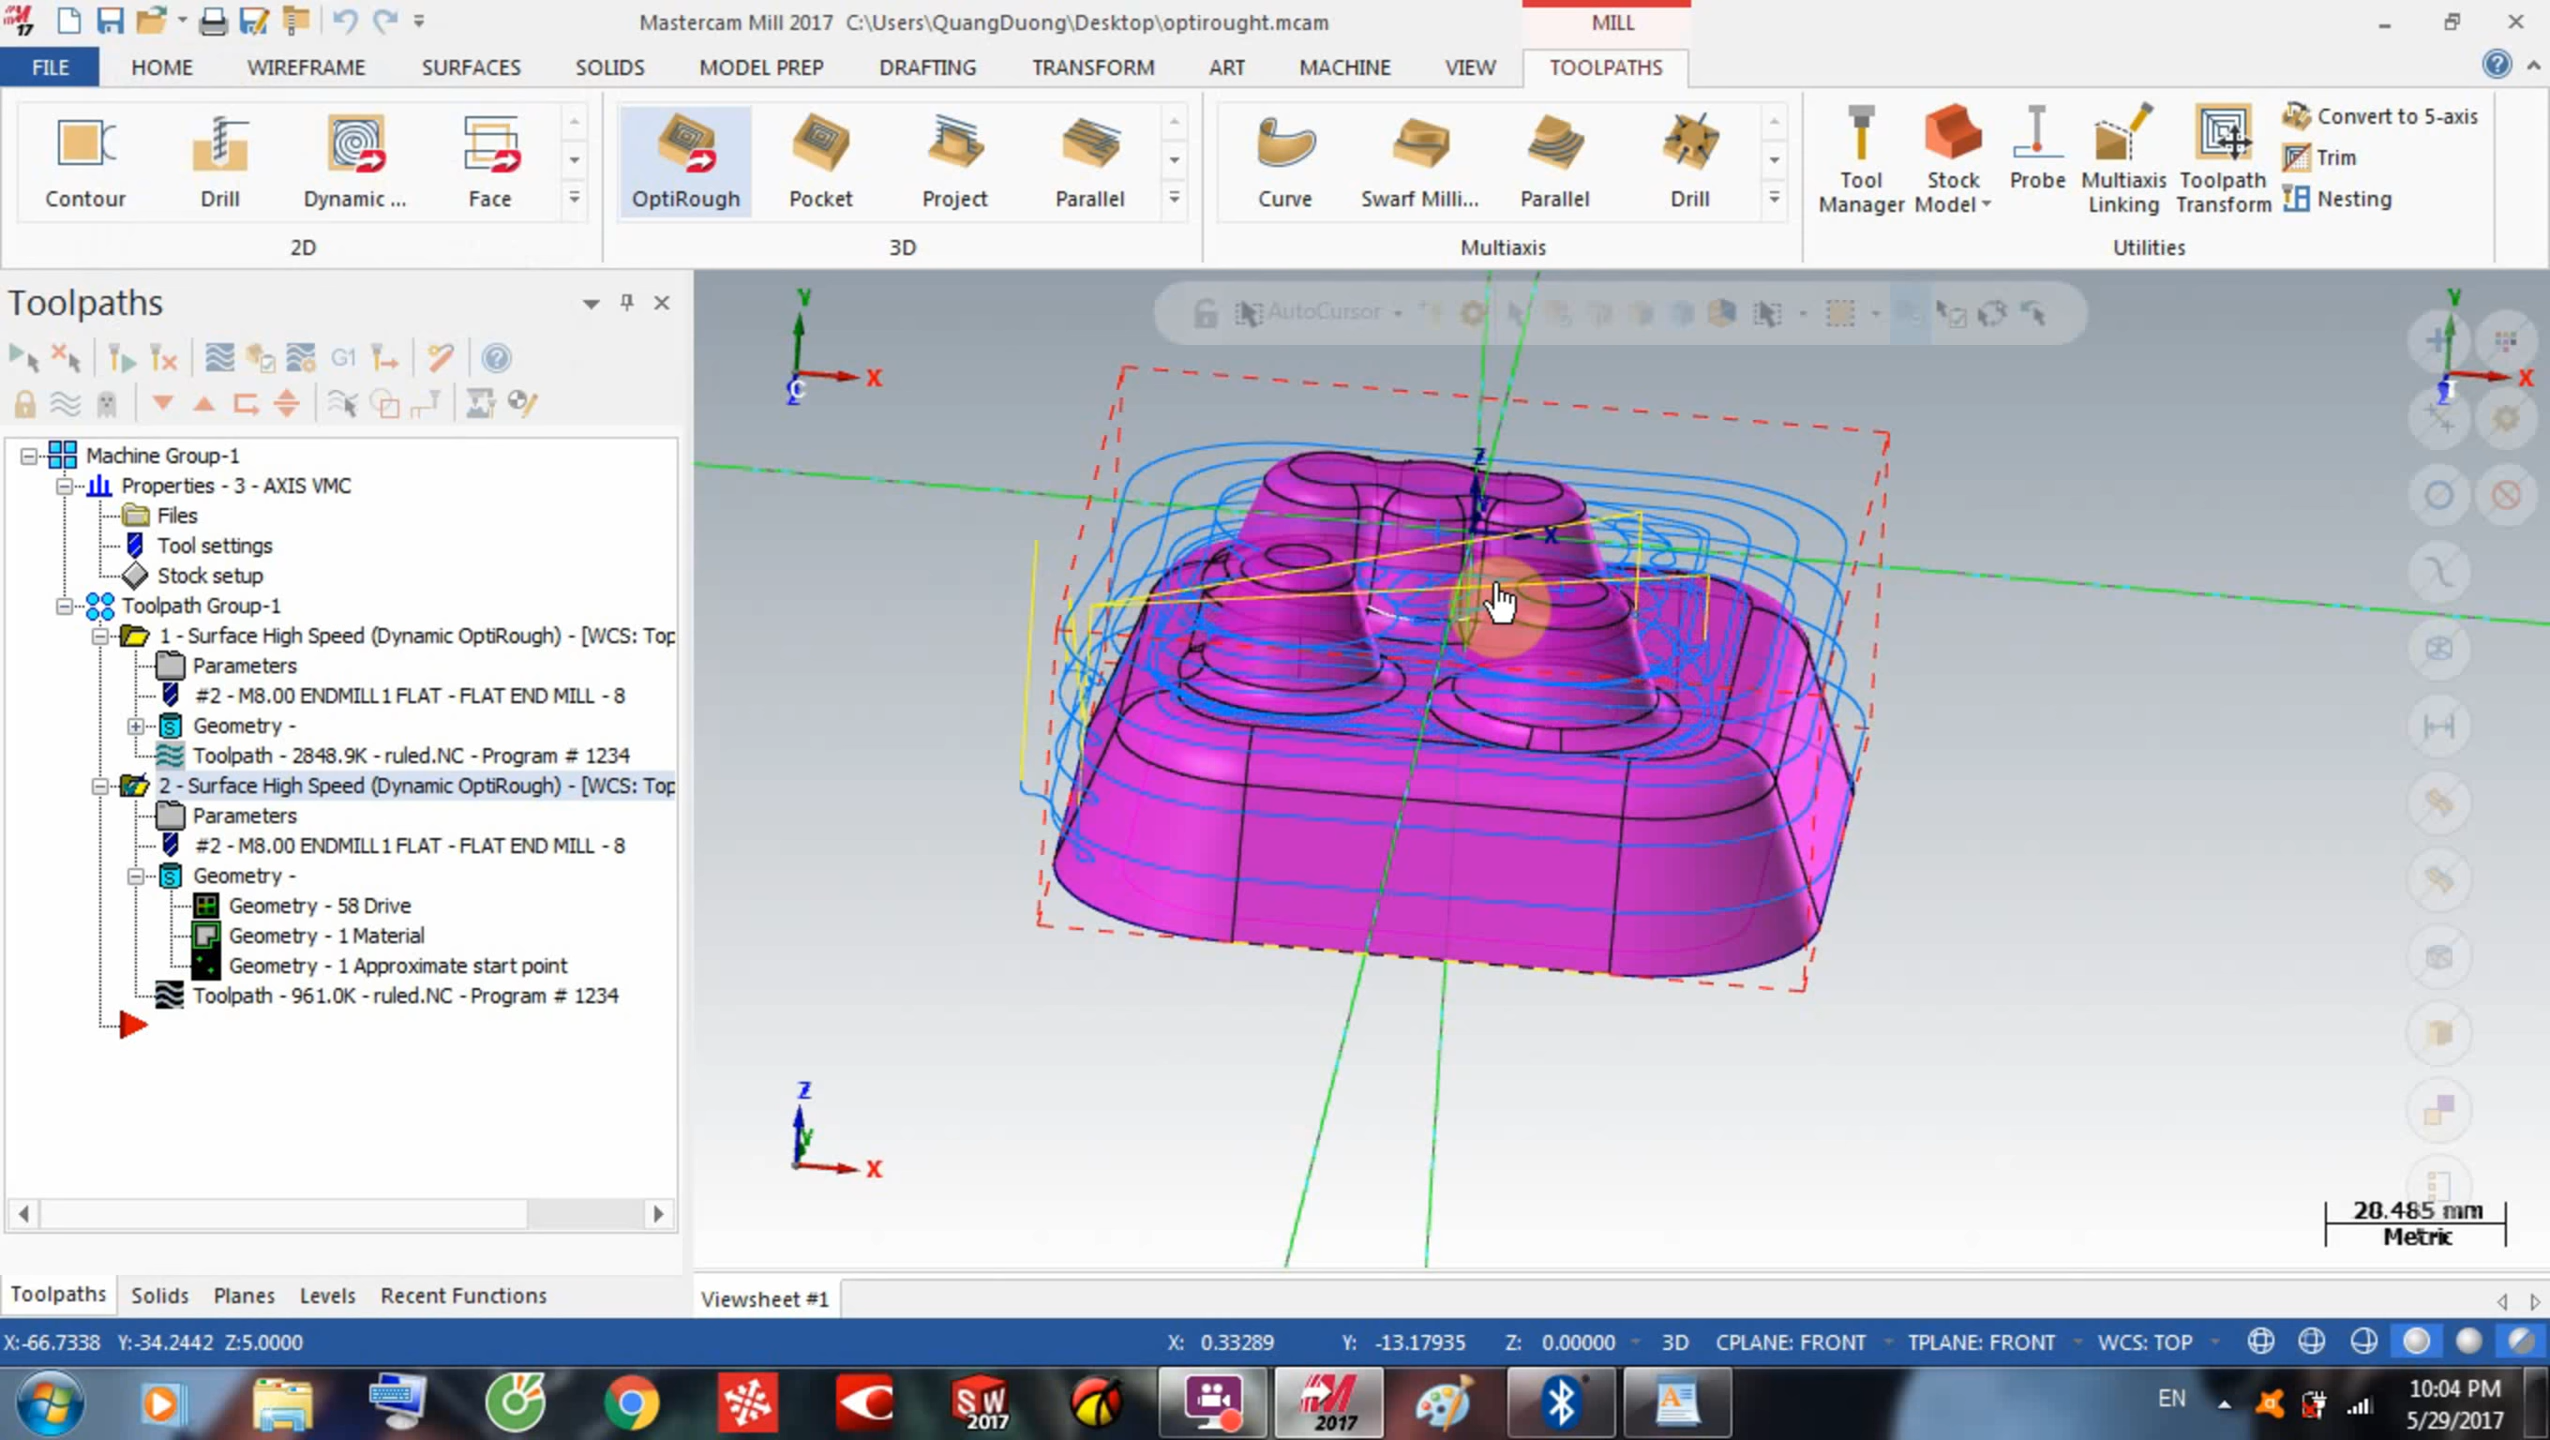 17
Mastercam Mill 2017 C:\Users\QuangDuong\Desktop\optirought.mcam
MILL
FILE
HOME
WIREFRAME
SURFACES
SOLIDS
MODEL PREP
DRAFTING
TRANSFORM
ART
MACHINE
VIEW
TOOLPATHS
Contour
Drill
Dynamic ...
Face
OptiRough
Pocket
Project
Parallel
Curve
Swarf Milli...
Parallel
Drill
Tool Manager
Stock Model
Probe
Multiaxis Linking
Toolpath Transform
Convert to 5-axis
Trim
Nesting
2D
3D
Multiaxis
Utilities
Toolpaths
G1
AutoCursor
Machine Group-1
Properties - 3 - AXIS VMC
Files
Tool settings
Stock setup
Toolpath Group-1
1 - Surface High Speed (Dynamic OptiRough) - [WCS: Top
Parameters
#2 - M8.00 ENDMILL1 FLAT - FLAT END MILL - 8
Geometry -
Toolpath - 2848.9K - ruled.NC - Program # 1234
2 - Surface High Speed (Dynamic OptiRough) - [WCS: Top
Parameters
#2 - M8.00 ENDMILL1 FLAT - FLAT END MILL - 8
Geometry -
Geometry - 58 Drive
Geometry - 1 Material
Geometry - 1 Approximate start point
Toolpath - 961.0K - ruled.NC - Program # 1234
Y
X
C
Y
X
T
Z
X
Z
Y
X
28.485 mm
Metric
Toolpaths
Solids
Planes
Levels
Recent Functions
Viewsheet #1
X:-66.7338 Y:-34.2442 Z:5.0000
X: 0.33289
Y: -13.17935
Z: 0.00000
3D
CPLANE: FRONT
TPLANE: FRONT
WCS: TOP
SW
2017
2017
EN
10:04 PM
5/29/2017